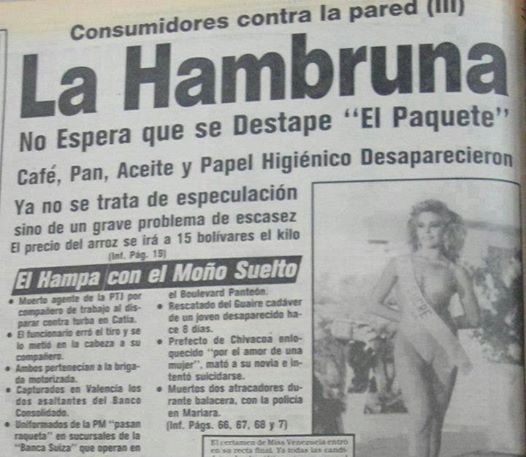 Consumidores contra la pared (III)
La Hambruna
No Espera que se Destape "El Paquete"
Café, Pan, Aceite y Papel Higiénico Desaparecieron
Ya no se trata de especulación
sino de un grave problema de escasez
El precio del arroz se irá a 15 bolívares el kilo
(Inf. Pág. 19)
El Hampa con el Moño Suelto
• Muerto agente de la PTJ por
compañero de trabajo al dis-
parar contra turba en Catia.
• El funcionario erró el tiro y se
lo metió en la cabeza a su
compañero.
• Ambos pertenecían a la briga-
da motorizada.
• Capturados en Valencia los
dos asaltantes del Banco
Consolidado.
• Uniformados de la PM "pasan
raqueta" en sucursales de la
"Banca Suiza" que operan en
el Boulevard Panteón.
• Rescatado del Guaire cadáver
de un joven desaparecido ha-
ce 8 días.
• Prefecto de Chivacoa enlo-
quecido "por el amor de una
mujer", mató a su novia e in-
tentó suicidarse.
• Muertos dos atracadores du-
rante balacera, con la policía
en Mariara.
(Inf. Págs. 66, 67, 68 y 7)
El certamen de Miss Venezuela entró
en su recta final. Ya todas las candi-